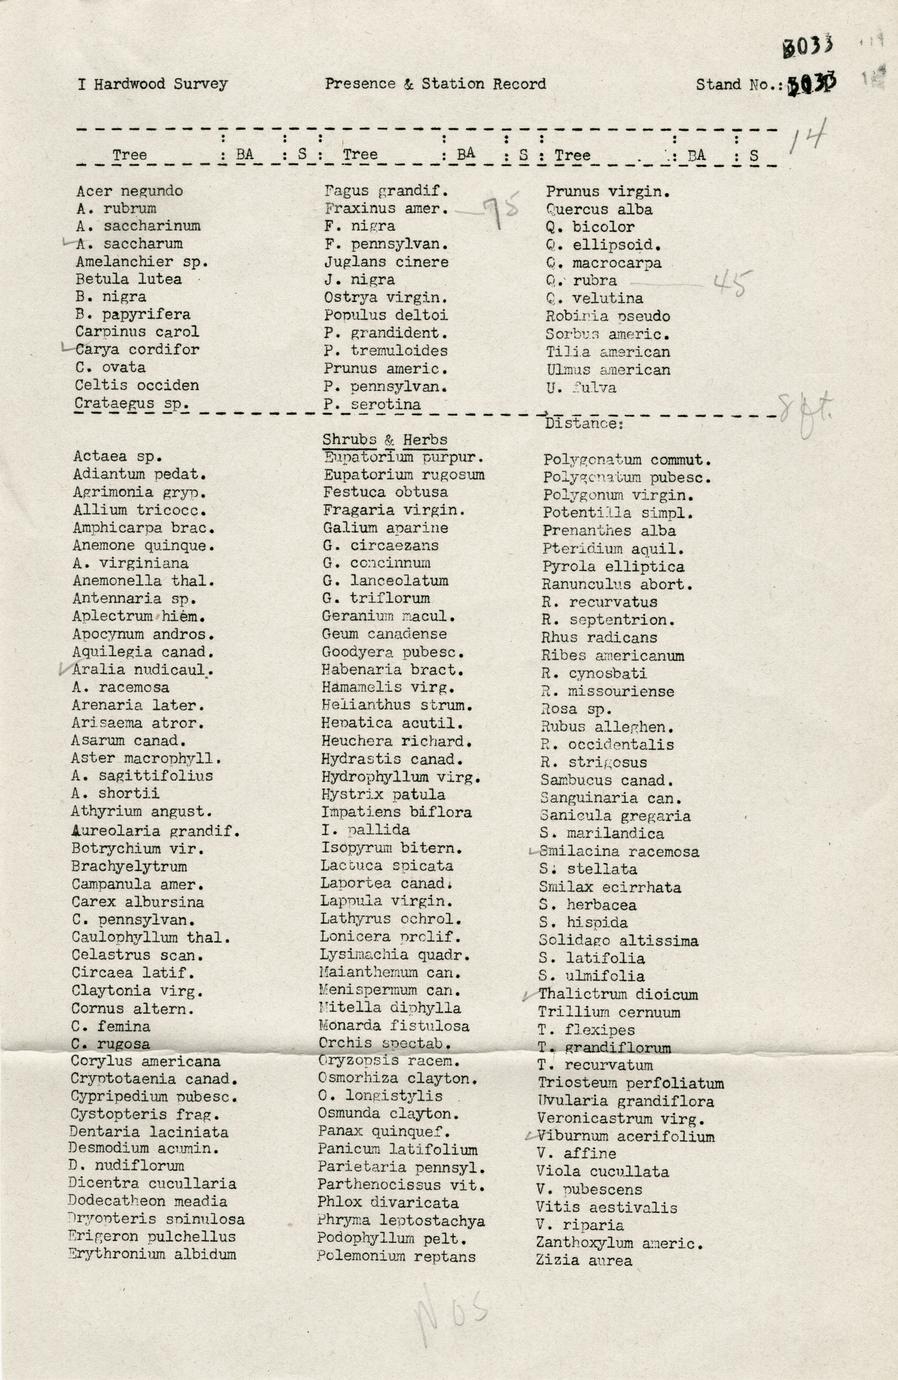 3033
I Hardwood Survey Presence & Station Record Stand No.: 3033
14
Tree : BA : S : Tree : BA : S : Tree : BA : S
Acer negundo
A. rubrum
A. saccharinum
✓ A. saccharum
Amelanchier sp.
Betula lutea
B. nigra
B. papyrifera
Carpinus carol
✓ Carya cordifor
C. ovata
Celtis occiden
Crataegus sp.
Fagus grandif.
Fraxinus amer. — 75
F. nigra
F. pennsylvan.
Juglans cinere
J. nigra
Ostrya virgin.
Populus deltoi
P. grandident.
P. tremuloides
Prunus americ.
P. pennsylvan.
P. serotina
Prunus virgin.
Quercus alba
Q. bicolor
Q. ellipsoid.
Q. macrocarpa
Q. rubra — 45
Q. velutina
Robinia pseudo
Sorbus americ.
Tilia american
Ulmus american
U. fulva
Distance: 8 ft.
Shrubs & Herbs
Actaea sp.
Adiantum pedat.
Agrimonia gryp.
Allium tricocc.
Amphicarpa brac.
Anemone quinque.
A. virginiana
Anemonella thal.
Antennaria sp.
Aplectrum hiem.
Apocynum andros.
Aquilegia canad.
✓ Aralia nudicaul.
A. racemosa
Arenaria later.
Arisaema atror.
Asarum canad.
Aster macrophyll.
A. sagittifolius
A. shortii
Athyrium angust.
Aureolaria grandif.
Botrychium vir.
Brachyelytrum
Campanula amer.
Carex albursina
C. pennsylvan.
Caulophyllum thal.
Celastrus scan.
Circaea latif.
Claytonia virg.
Cornus altern.
C. femina
C. rugosa
Corylus americana
Cryptotaenia canad.
Cypripedium pubesc.
Cystopteris frag.
Dentaria laciniata
Desmodium acumin.
D. nudiflorum
Dicentra cucullaria
Dodecatheon meadia
Dryopteris spinulosa
Erigeron pulchellus
Erythronium albidum
Eupatorium purpur.
Eupatorium rugosum
Festuca obtusa
Fragaria virgin.
Galium aparine
G. circaezans
G. concinnum
G. lanceolatum
G. triflorum
Geranium macul.
Geum canadense
Goodyera pubesc.
Habenaria bract.
Hamamelis virg.
Helianthus strum.
Hepatica acutil.
Heuchera richard.
Hydrastis canad.
Hydrophyllum virg.
Hystrix patula
Impatiens biflora
I. pallida
Isopyrum bitern.
Lactuca spicata
Laportea canad.
Lappula virgin.
Lathyrus ochrol.
Lonicera prolif.
Lysimachia quadr.
Maianthemum can.
Menispermum can.
Mitella diphylla
Monarda fistulosa
Orchis spectab.
Oryzopsis racem.
Osmorhiza clayton.
O. longistylis
Osmunda clayton.
Panax quinquef.
Panicum latifolium
Parietaria pennsyl.
Parthenocissus vit.
Phlox divaricata
Phryma leptostachya
Podophyllum pelt.
Polemonium reptans
Polygonatum commut.
Polygonatum pubesc.
Polygonum virgin.
Potentilla simpl.
Prenanthes alba
Pteridium aquil.
Pyrola elliptica
Ranunculus abort.
R. recurvatus
R. septentrion.
Rhus radicans
Ribes americanum
R. cynosbati
R. missouriense
Rosa sp.
Rubus alleghen.
R. occidentalis
R. strigosus
Sambucus canad.
Sanguinaria can.
Sanicula gregaria
S. marilandica
✓ Smilacina racemosa
S. stellata
Smilax ecirrhata
S. herbacea
S. hispida
Solidago altissima
S. latifolia
S. ulmifolia
✓ Thalictrum dioicum
Trillium cernuum
T. flexipes
T. grandiflorum
T. recurvatum
Triosteum perfoliatum
Uvularia grandiflora
Veronicastrum virg.
✓ Viburnum acerifolium
V. affine
Viola cucullata
V. pubescens
Vitis aestivalis
V. riparia
Zanthoxylum americ.
Zizia aurea